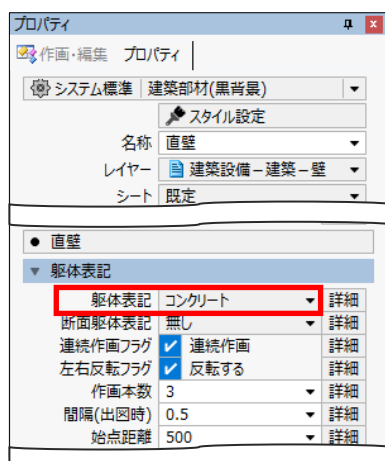 プロパティ
作画・編集 プロパティ
システム標準 建築部材(黒背景)
スタイル設定
名称 直壁
レイヤー 建築設備－建築－壁
シート 既定
● 直壁
▼ 躯体表記
躯体表記 コンクリート 詳細
断面躯体表記 無し 詳細
連続作画フラグ 連続作画 詳細
左右反転フラグ 反転する 詳細
作画本数 3 詳細
間隔(出図時) 0.5 詳細
始点距離 500 詳細